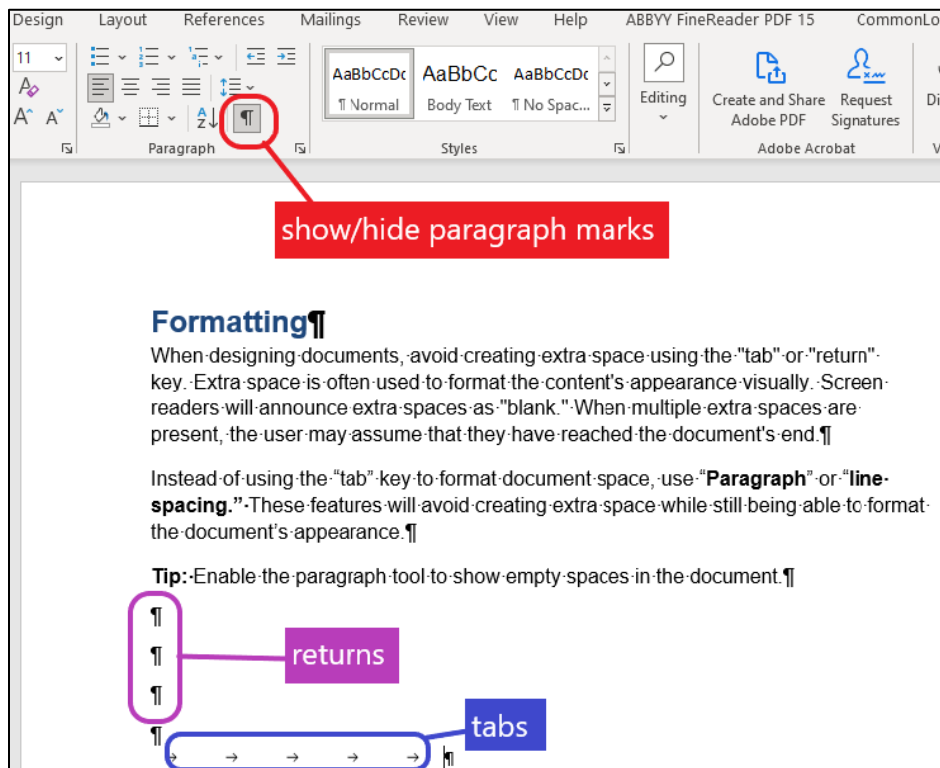 Design Layout References Mailings Review View Help ABBYY FineReader PDF 15 CommonLo
11
AaBbCcDc AaBbCc AaBbCcDc
¶ Normal Body Text ¶ No Spac...
Editing
Create and Share Adobe PDF
Request Signatures
Di
Paragraph Styles Adobe Acrobat V
show/hide paragraph marks
Formatting¶
When·designing·documents,·avoid·creating·extra·space·using·the·"tab"·or·"return"·
key.·Extra·space·is·often·used·to·format·the·content's·appearance·visually.·Screen·
readers·will·announce·extra·spaces·as·"blank."·When·multiple·extra·spaces·are·
present,·the·user·may·assume·that·they·have·reached·the·document's·end.¶
Instead·of·using·the·“tab”·key·to·format·document·space,·use·“Paragraph”·or·“line·
spacing.”·These·features·will·avoid·creating·extra·space·while·still·being·able·to·format·
the·document’s·appearance.¶
Tip:·Enable·the·paragraph·tool·to·show·empty·spaces·in·the·document.¶
¶
¶
returns
¶
¶
tabs
→ → → → → ¶